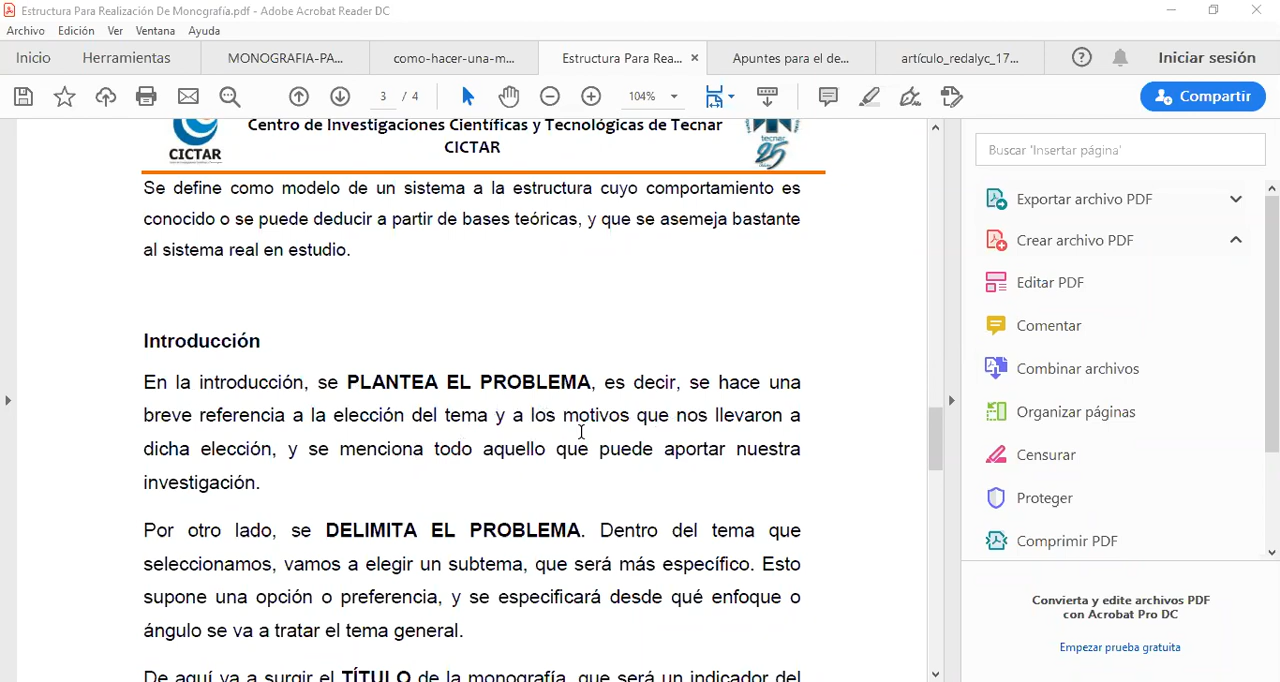 Estructura Para Realización De Monografía.pdf - Adobe Acrobat Reader DC
Archivo Edición Ver Ventana Ayuda
Inicio Herramientas MONOGRAFIA-PA... como-hacer-una-m... Estructura Para Rea... × Apuntes para el de... artículo_redalyc_17... Iniciar sesión
3 / 4 104% Compartir
Centro de Investigaciones Científicas y Tecnológicas de Tecnar
CICTAR
CICTAR
tecnar
25
Se define como modelo de un sistema a la estructura cuyo comportamiento es
conocido o se puede deducir a partir de bases teóricas, y que se asemeja bastante
al sistema real en estudio.
Introducción
En la introducción, se PLANTEA EL PROBLEMA, es decir, se hace una
breve referencia a la elección del tema y a los motivos que nos llevaron a
dicha elección, y se menciona todo aquello que puede aportar nuestra
investigación.
Por otro lado, se DELIMITA EL PROBLEMA. Dentro del tema que
seleccionamos, vamos a elegir un subtema, que será más específico. Esto
supone una opción o preferencia, y se especificará desde qué enfoque o
ángulo se va a tratar el tema general.
De aquí va a surgir el TÍTULO de la monografía, que será un indicador del
Buscar 'Insertar página'
Exportar archivo PDF
Crear archivo PDF
Editar PDF
Comentar
Combinar archivos
Organizar páginas
Censurar
Proteger
Comprimir PDF
Convierta y edite archivos PDF
con Acrobat Pro DC
Empezar prueba gratuita